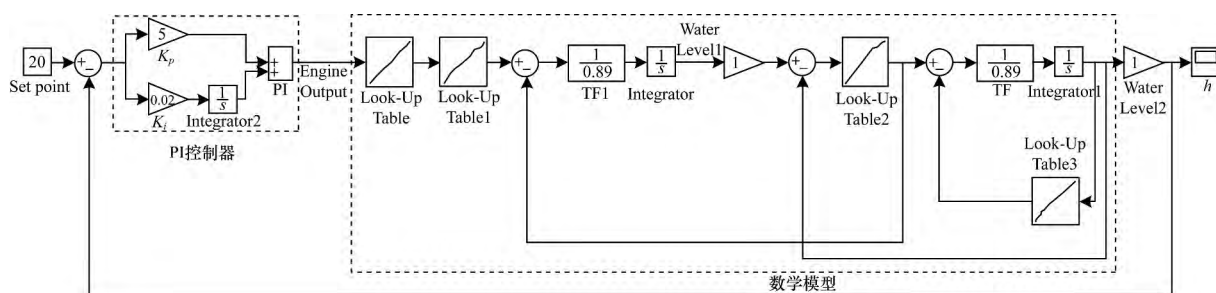 20
Set point
+
−
5
Kp
0.02
Ki
1
s
Integrator2
+
+
PI
PI控制器
Engine
Output
Look-Up
Table
Look-Up
Table1
+
−
1
0.89
TF1
1
s
Integrator
Water
Level1
1
+
−
Look-Up
Table2
+
−
1
0.89
TF
1
s
Integrator1
Look-Up
Table3
1
Water
Level2
h
数学模型